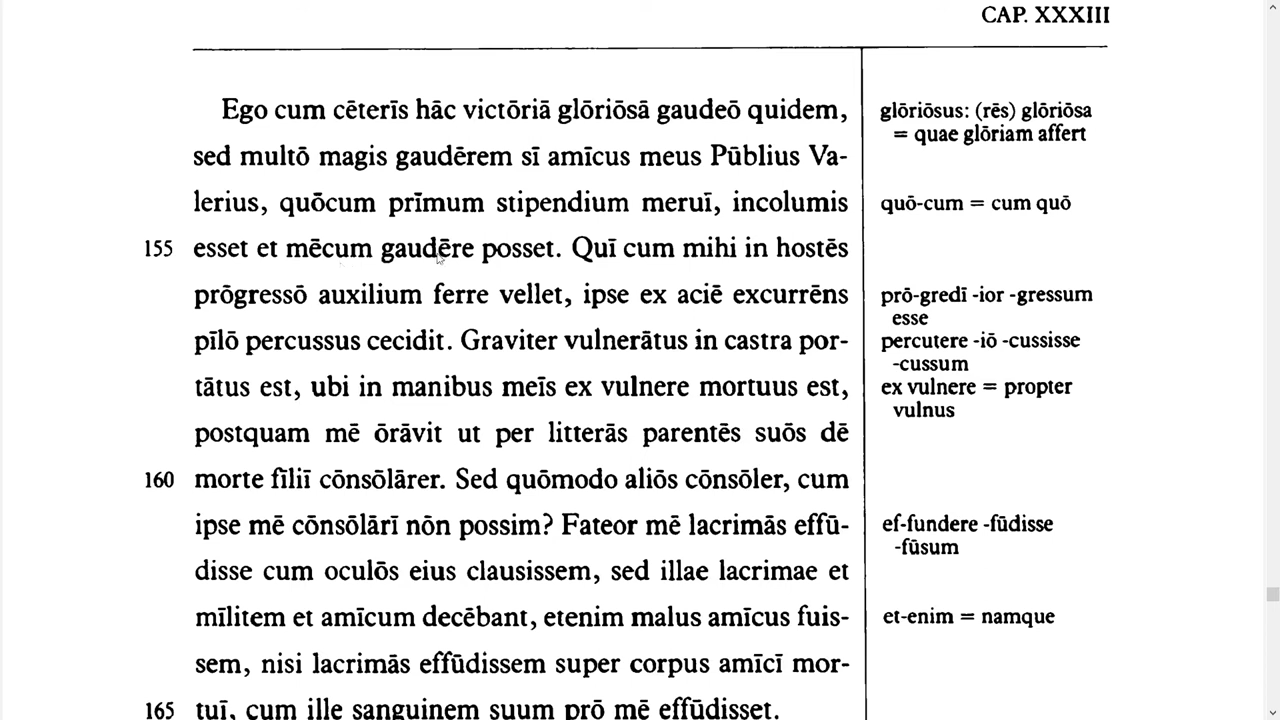 CAP. XXXIII
Ego cum cēterīs hāc victōriā glōriōsā gaudeō quidem,
sed multō magis gaudērem sī amīcus meus Pūblius Va-
lerius, quōcum prīmum stipendium meruī, incolumis
155 esset et mēcum gaudēre posset. Quī cum mihi in hostēs
prōgressō auxilium ferre vellet, ipse ex aciē excurrēns
pīlō percussus cecidit. Graviter vulnerātus in castra por-
tātus est, ubi in manibus meīs ex vulnere mortuus est,
postquam mē ōrāvit ut per litterās parentēs suōs dē
160 morte fīliī cōnsōlārer. Sed quōmodo aliōs cōnsōler, cum
ipse mē cōnsōlārī nōn possim? Fateor mē lacrimās effū-
disse cum oculōs eius clausissem, sed illae lacrimae et
mīlitem et amīcum decēbant, etenim malus amīcus fuis-
sem, nisi lacrimās effūdissem super corpus amīcī mor-
165 tuī, cum ille sanguinem suum prō mē effūdisset.
glōriōsus: (rēs) glōriōsa
= quae glōriam affert
quō-cum = cum quō
prō-gredī -ior -gressum
esse
percutere -iō -cussisse
-cussum
ex vulnere = propter
vulnus
ef-fundere -fūdisse
-fūsum
et-enim = namque